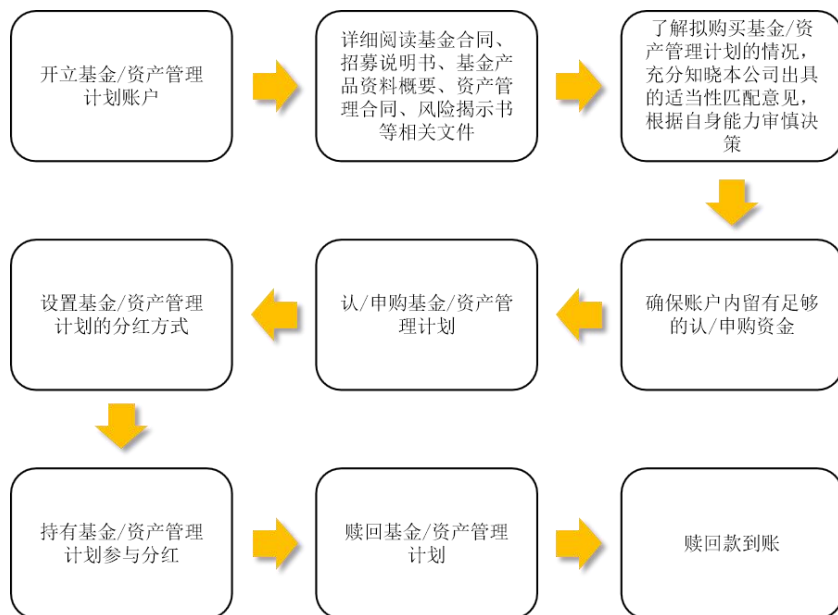 开立基金/资产管理
计划账户
详细阅读基金合同、
招募说明书、基金产
品资料概要、资产管
理合同、风险揭示书
等相关文件
了解拟购买基金/资
产管理计划的情况，
充分知晓本公司出具
的适当性匹配意见，
根据自身能力审慎决
策
确保账户内留有足够
的认/申购资金
认/申购基金/资产管
理计划
设置基金/资产管理
计划的分红方式
持有基金/资产管理
计划参与分红
赎回基金/资产管理
计划
赎回款到账